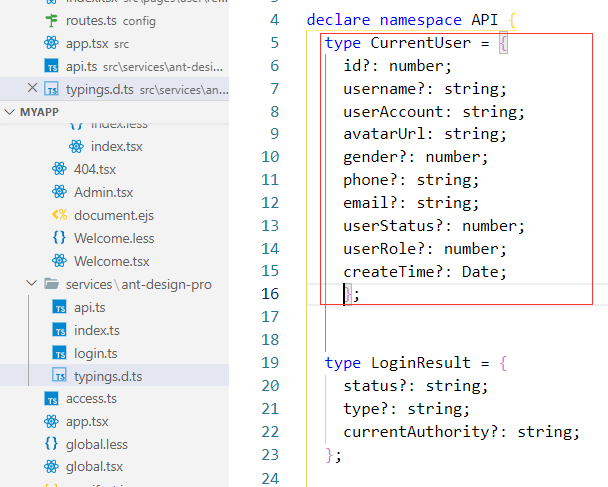 routes.ts config
app.tsx src
api.ts src\services\ant-desi...
typings.d.ts src\services\an...
MYAPP
index.less
index.tsx
404.tsx
Admin.tsx
document.ejs
Welcome.less
Welcome.tsx
services\ant-design-pro
api.ts
index.ts
login.ts
typings.d.ts
access.ts
app.tsx
global.less
global.tsx
4 declare namespace API {
5 type CurrentUser = {
6 id?: number;
7 username?: string;
8 userAccount: string;
9 avatarUrl: string;
10 gender?: number;
11 phone?: string;
12 email?: string;
13 userStatus?: number;
14 userRole?: number;
15 createTime?: Date;
16 };
17
18
19 type LoginResult = {
20 status?: string;
21 type?: string;
22 currentAuthority?: string;
23 };
24